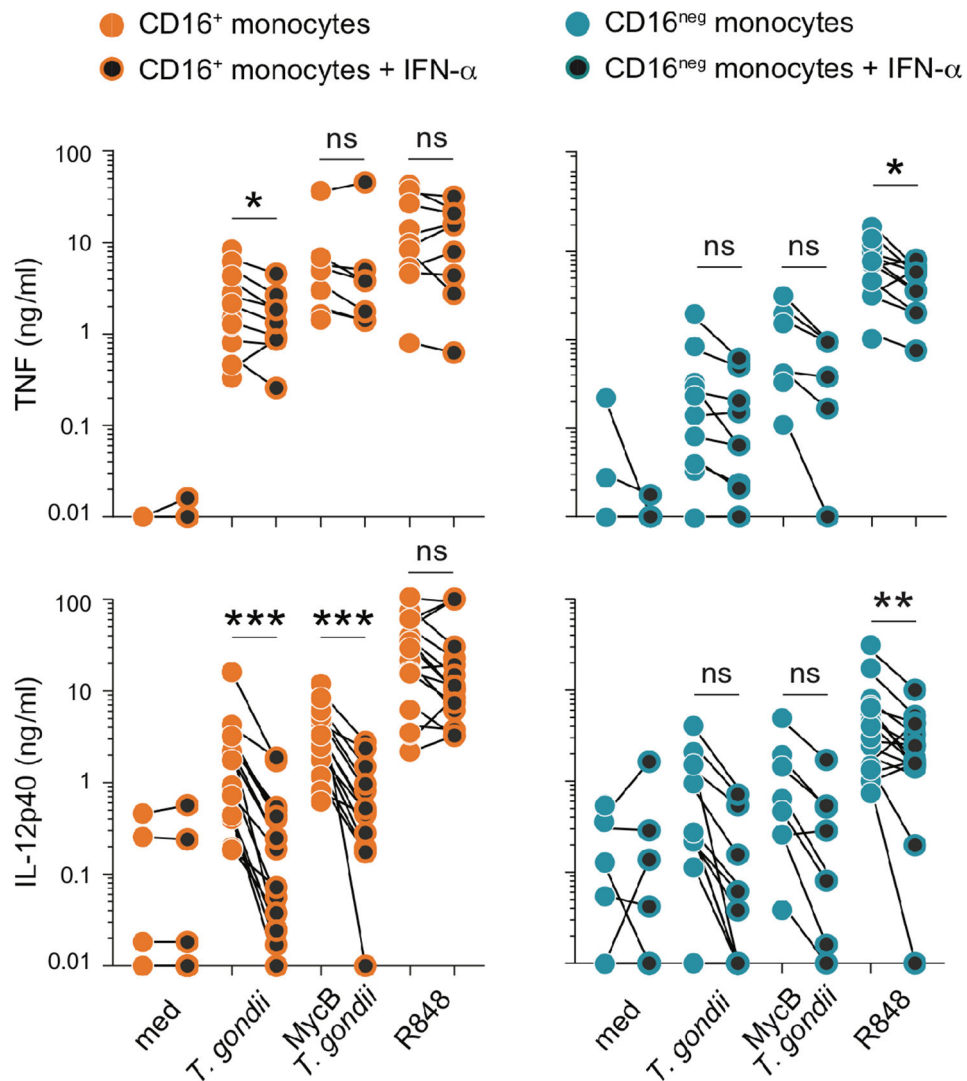 CD16+ monocytes
CD16+ monocytes + IFN-α
CD16neg monocytes
CD16neg monocytes + IFN-α
TNF (ng/ml)
100
10
1
0.1
0.01
*
ns
ns
ns
ns
*
IL-12p40 (ng/ml)
100
10
1
0.1
0.01
***
***
ns
ns
ns
**
med
T. gondii
MycB
T. gondii
R848
med
T. gondii
MycB
T. gondii
R848